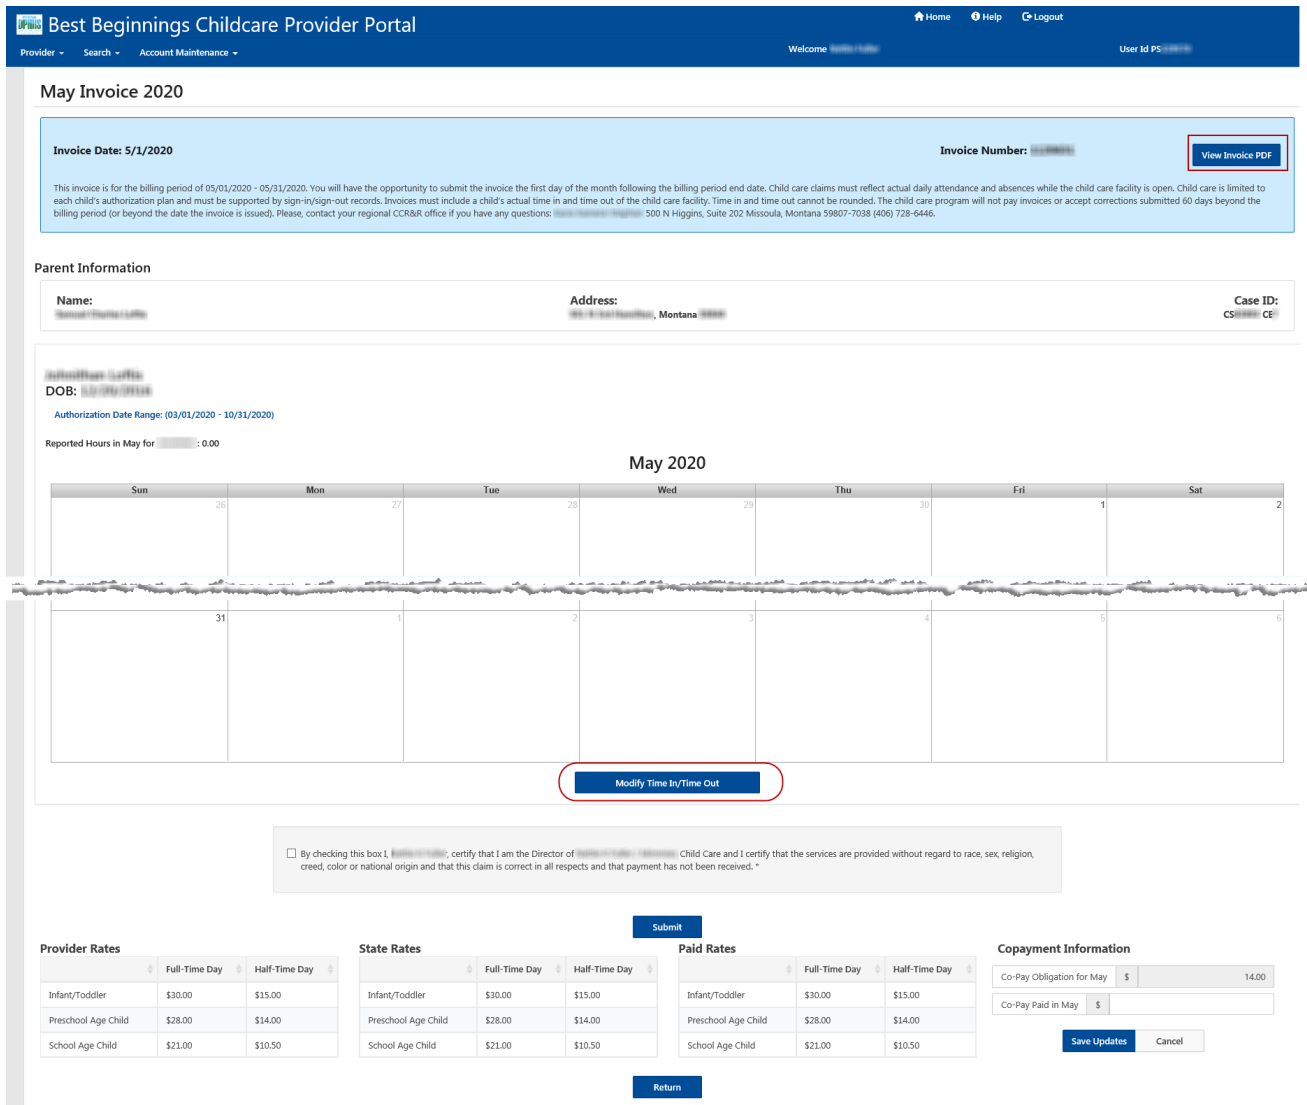 Best Beginnings Childcare Provider Portal
Home Help Logout
Provider Search Account Maintenance
Welcome
User Id PS
May Invoice 2020
Invoice Date: 5/1/2020
Invoice Number:
View Invoice PDF
This invoice is for the billing period of 05/01/2020 - 05/31/2020. You will have the opportunity to submit the invoice the first day of the month following the billing period end date. Child care claims must reflect actual daily attendance and absences while the child care facility is open. Child care is limited to
each child's authorization plan and must be supported by sign-in/sign-out records. Invoices must include a child's actual time in and time out of the child care facility. Time in and time out cannot be rounded. The child care program will not pay invoices or accept corrections submitted 60 days beyond the
billing period (or beyond the date the invoice is issued). Please, contact your regional CCR&R office if you have any questions: 500 N Higgins, Suite 202 Missoula, Montana 59807-7038 (406) 728-6446.
Parent Information
Name: Address: Case ID:
, Montana CS CE
DOB:
Authorization Date Range: (03/01/2020 - 10/31/2020)
Reported Hours in May for : 0.00
May 2020
Sun Mon Tue Wed Thu Fri Sat
26 27 28 29 30 1 2
31 1 2 3 4 5 6
Modify Time In/Time Out
By checking this box I, , certify that I am the Director of Child Care and I certify that the services are provided without regard to race, sex, religion,
creed, color or national origin and that this claim is correct in all respects and that payment has not been received. *
Submit
Provider Rates
Full-Time Day Half-Time Day
Infant/Toddler $30.00 $15.00
Preschool Age Child $28.00 $14.00
School Age Child $21.00 $10.50
State Rates
Full-Time Day Half-Time Day
Infant/Toddler $30.00 $15.00
Preschool Age Child $28.00 $14.00
School Age Child $21.00 $10.50
Paid Rates
Full-Time Day Half-Time Day
Infant/Toddler $30.00 $15.00
Preschool Age Child $28.00 $14.00
School Age Child $21.00 $10.50
Copayment Information
Co-Pay Obligation for May $ 14.00
Co-Pay Paid in May $
Save Updates Cancel
Return